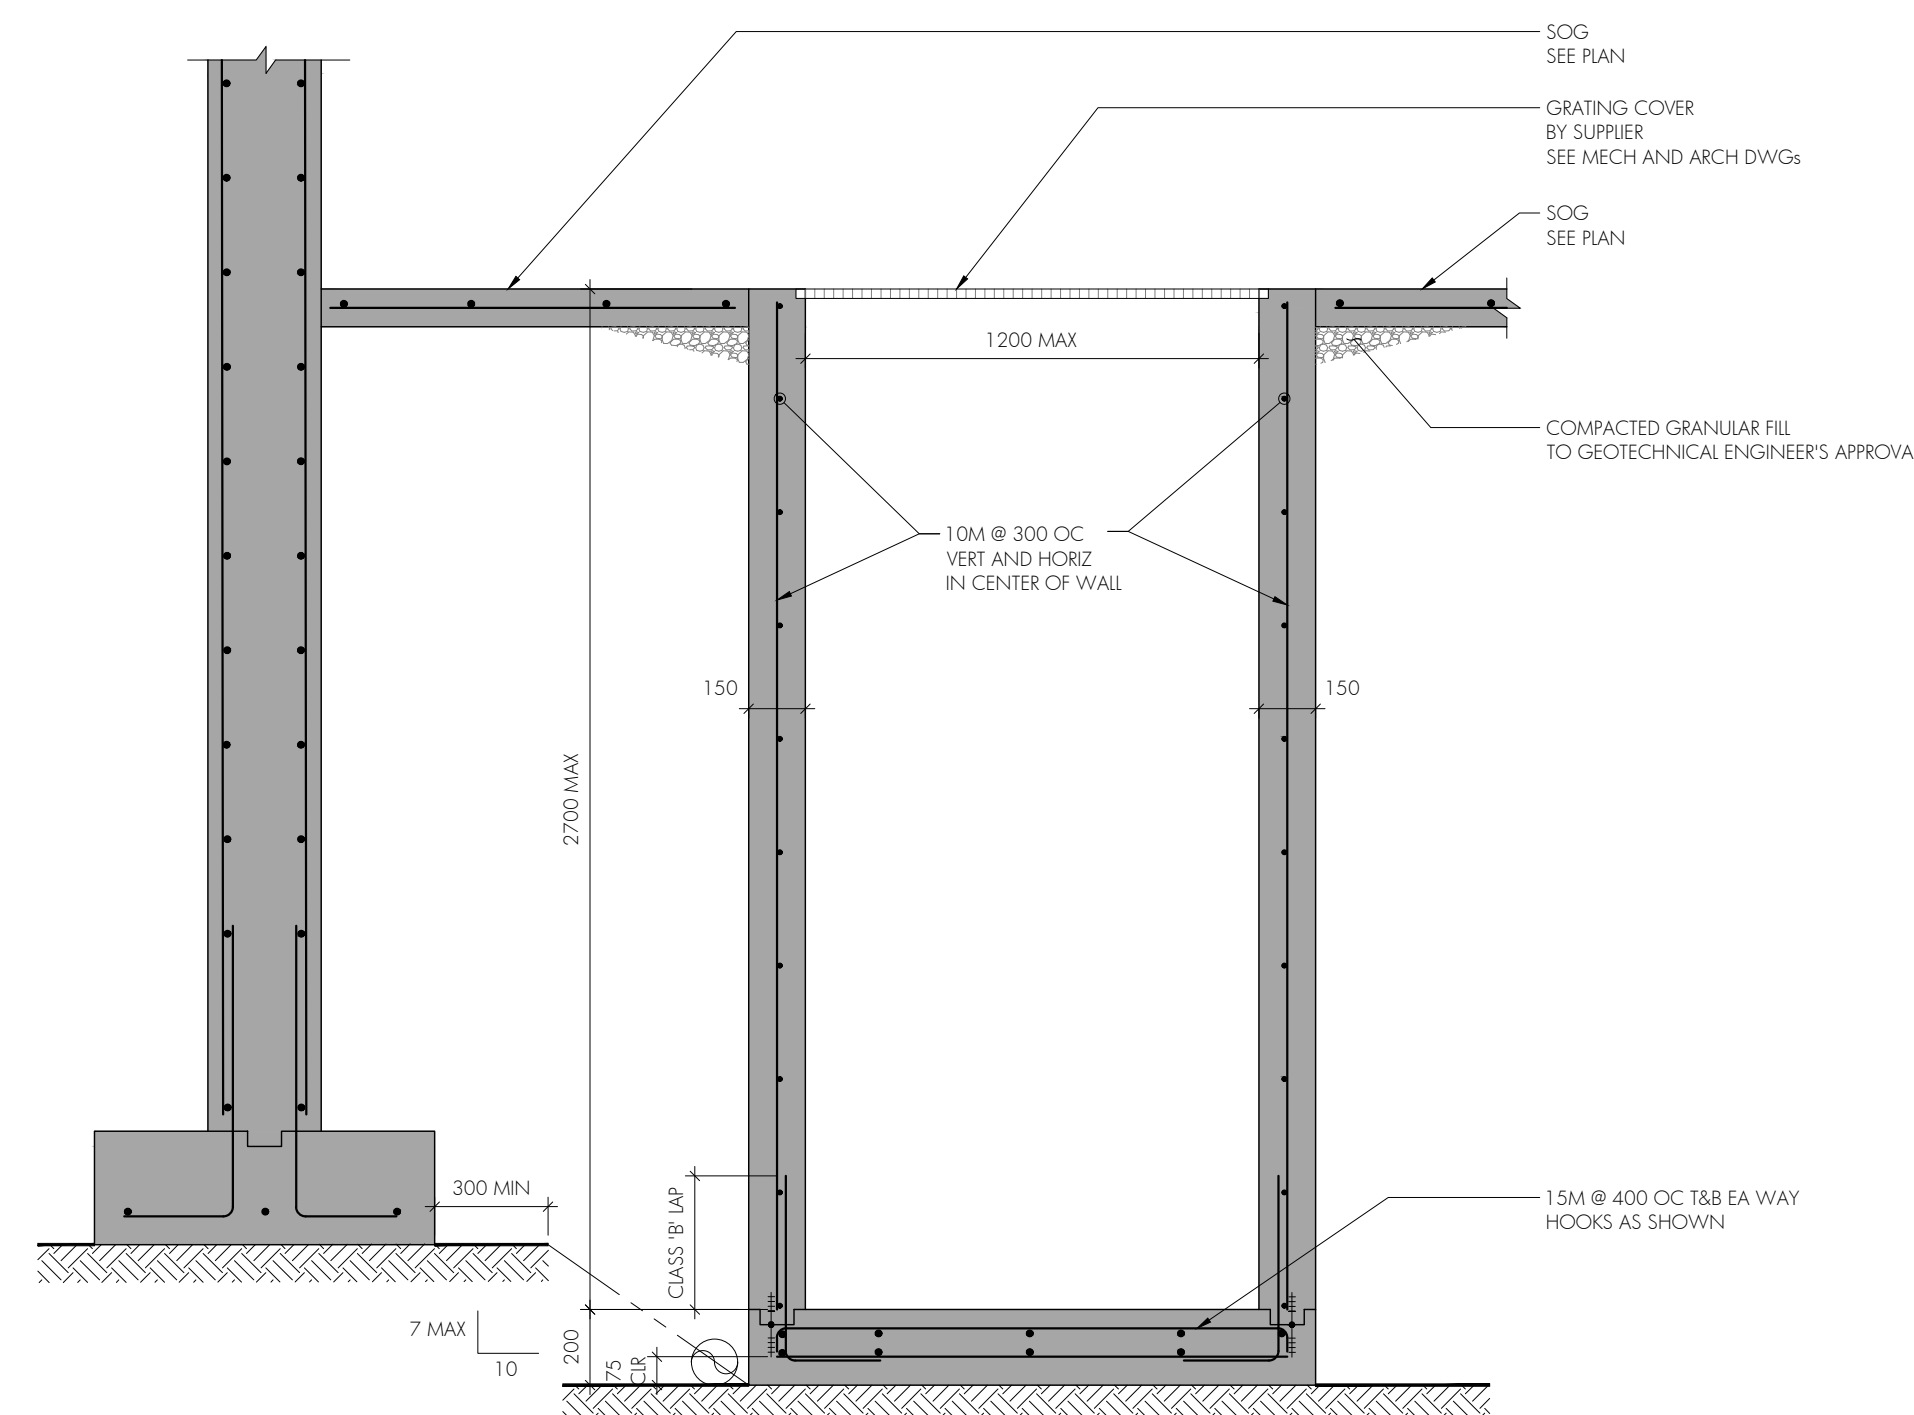 SOG
SEE PLAN
GRATING COVER
BY SUPPLIER
SEE MECH AND ARCH DWGs
SOG
SEE PLAN
1200 MAX
COMPACTED GRANULAR FILL
TO GEOTECHNICAL ENGINEER'S APPROVA
10M @ 300 OC
VERT AND HORIZ
IN CENTER OF WALL
150
150
2700 MAX
300 MIN
CLASS 'B' LAP
15M @ 400 OC T&B EA WAY
HOOKS AS SHOWN
7 MAX
10
200
75
CLR